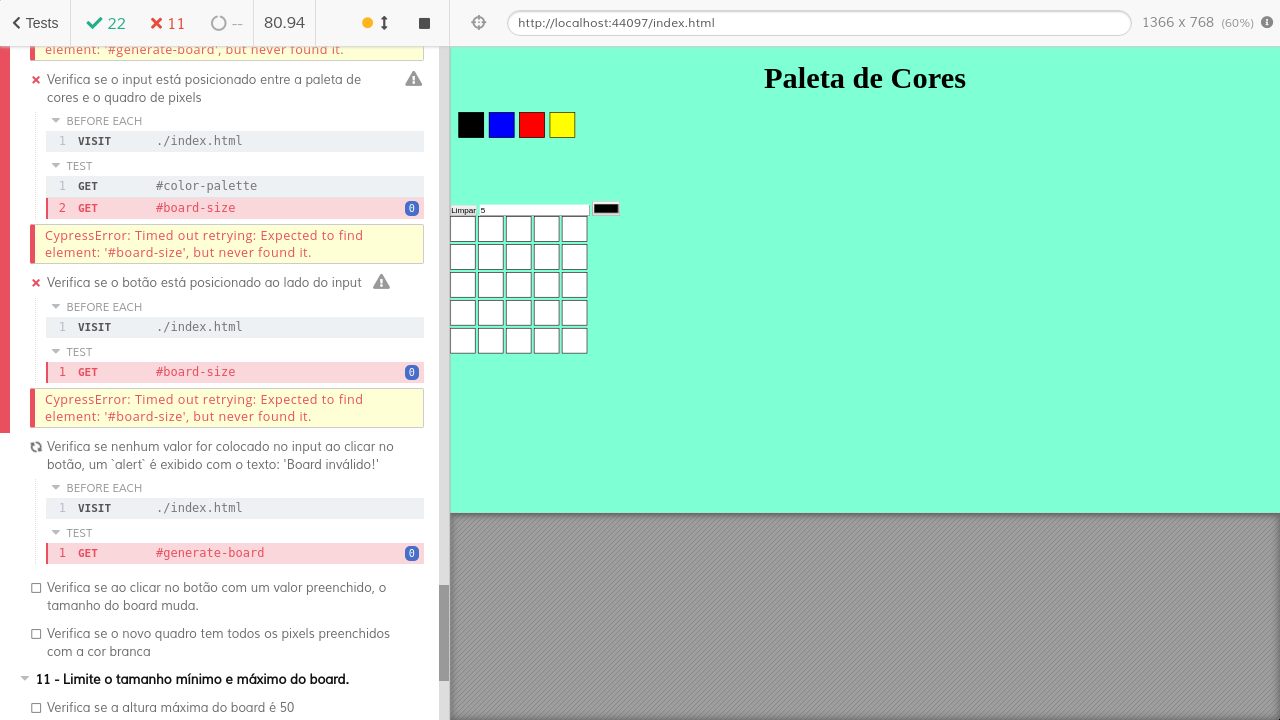 Tests 22 11 -- 80.94 http://localhost:44097/index.html 1366 x 768 (60%)
element: '#generate-board', but never found it.
Verifica se o input está posicionado entre a paleta de
cores e o quadro de pixels
BEFORE EACH
1 VISIT ./index.html
TEST
1 GET #color-palette
2 GET #board-size 0
CypressError: Timed out retrying: Expected to find
element: '#board-size', but never found it.
Verifica se o botão está posicionado ao lado do input
BEFORE EACH
1 VISIT ./index.html
TEST
1 GET #board-size 0
CypressError: Timed out retrying: Expected to find
element: '#board-size', but never found it.
Verifica se nenhum valor for colocado no input ao clicar no
botão, um `alert` é exibido com o texto: 'Board inválido!'
BEFORE EACH
1 VISIT ./index.html
TEST
1 GET #generate-board 0
Verifica se ao clicar no botão com um valor preenchido, o
tamanho do board muda.
Verifica se o novo quadro tem todos os pixels preenchidos
com a cor branca
11 - Limite o tamanho mínimo e máximo do board.
Verifica se a altura máxima do board é 50
Paleta de Cores
Limpar 5